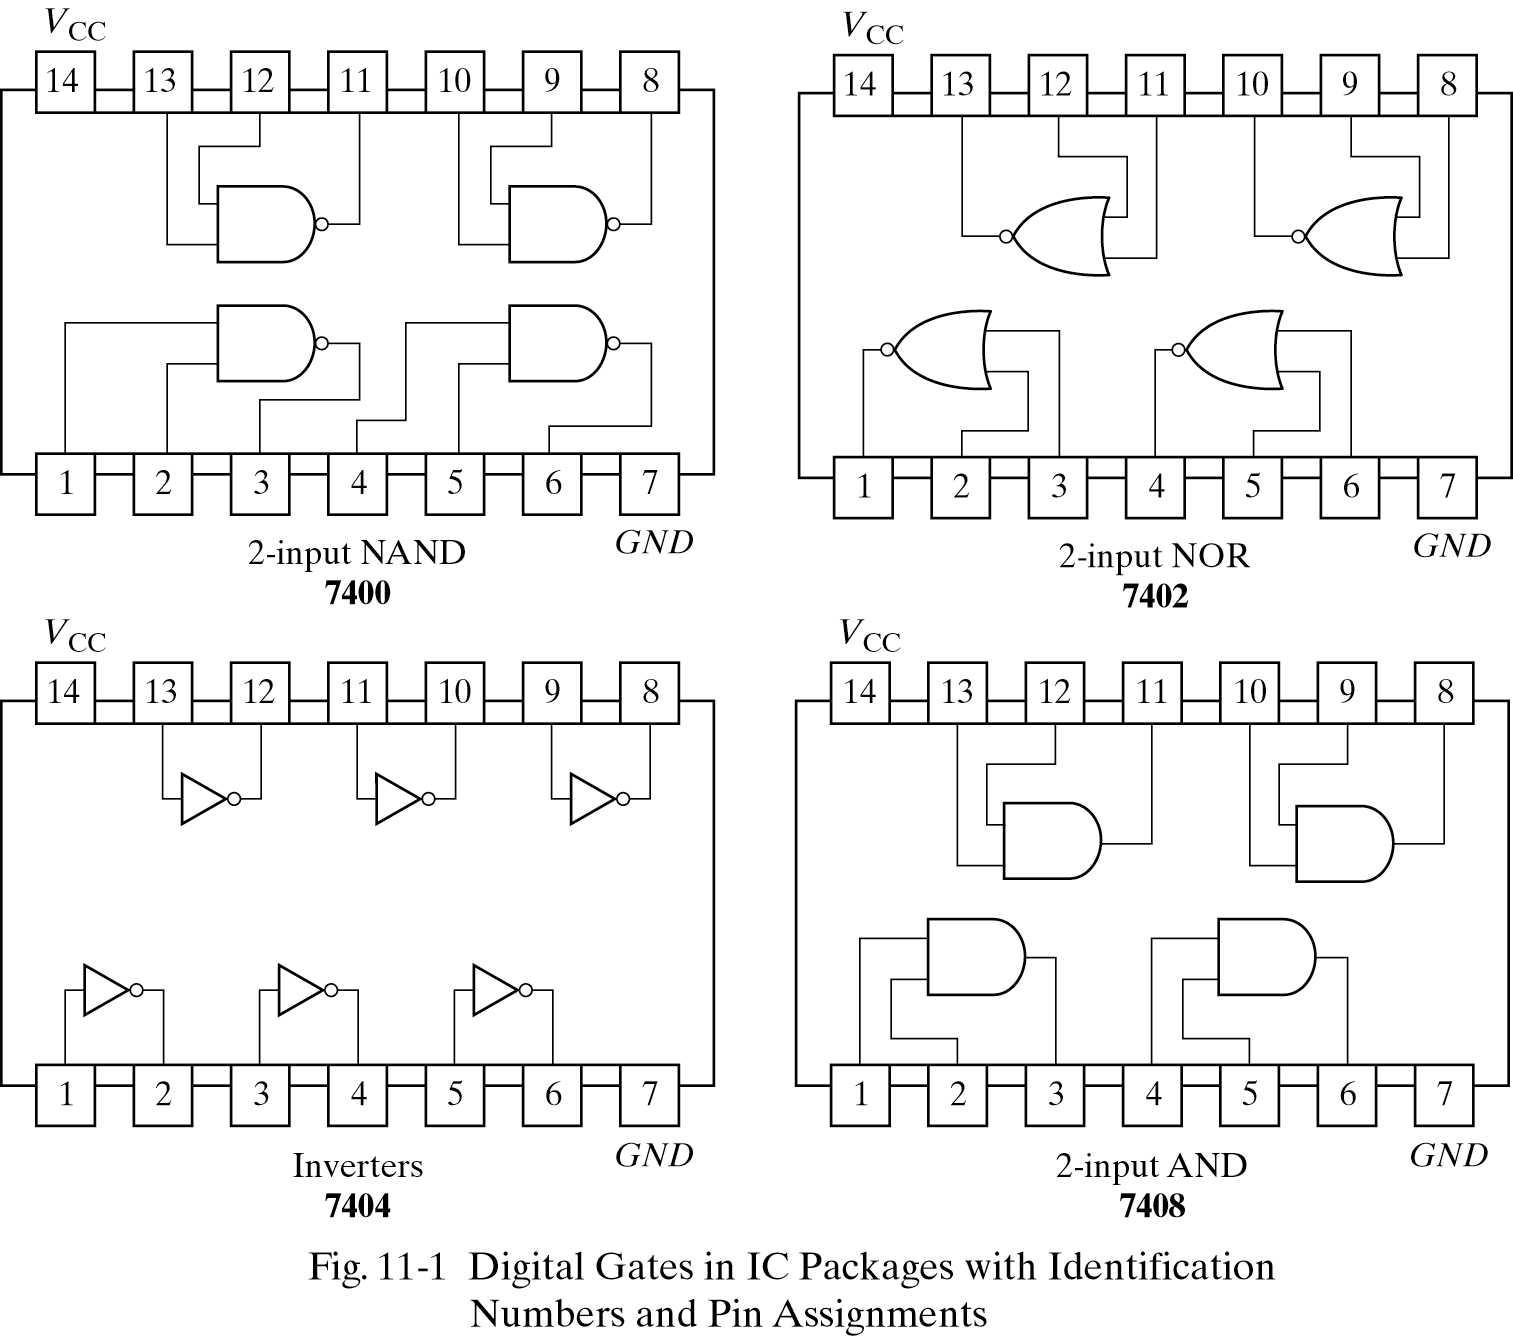 V_CC
14 13 12 11 10 9 8
1 2 3 4 5 6 7
GND
2-input NAND
7400
V_CC
14 13 12 11 10 9 8
1 2 3 4 5 6 7
GND
2-input NOR
7402
V_CC
14 13 12 11 10 9 8
1 2 3 4 5 6 7
GND
Inverters
7404
V_CC
14 13 12 11 10 9 8
1 2 3 4 5 6 7
GND
2-input AND
7408
Fig. 11-1 Digital Gates in IC Packages with Identification
Numbers and Pin Assignments